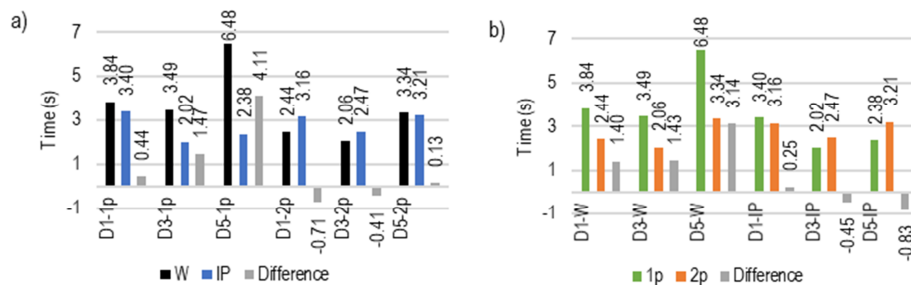 a)
7
5
3
1
-1
Time (s)
3.84
3.40
0.44
3.49
2.02
1.47
6.48
2.38
4.11
2.44
3.16
-0.71
2.06
2.47
-0.41
3.34
3.21
0.13
D1-1p
D3-1p
D5-1p
D1-2p
D3-2p
D5-2p
W IP Difference
b)
7
5
3
1
-1
Time (s)
3.84
2.44
1.40
3.49
2.06
1.43
6.48
3.34
3.14
3.40
3.16
0.25
2.02
2.47
-0.45
2.38
3.21
-0.83
D1-W
D3-W
D5-W
D1-IP
D3-IP
D5-IP
1p 2p Difference